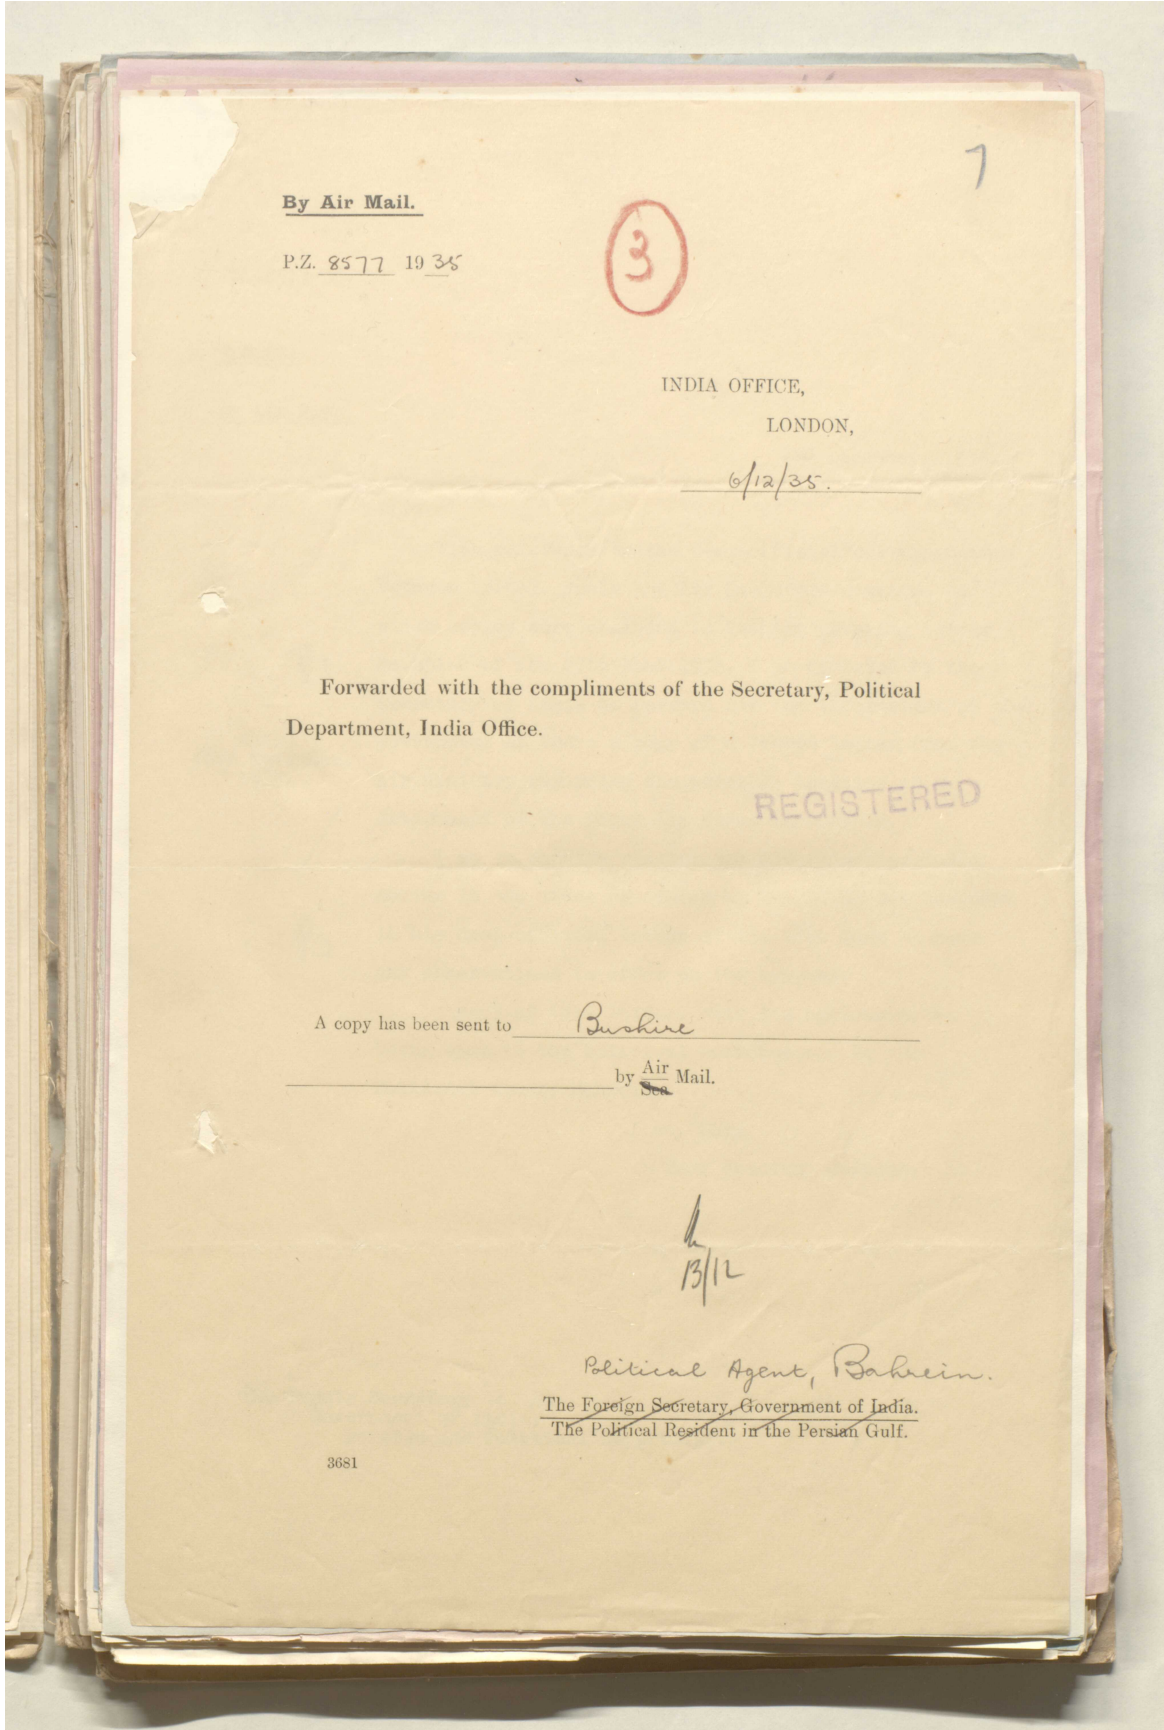 7
By Air Mail.
3
P.Z. 8577 1935
INDIA OFFICE,
LONDON,
6/12/35.
Forwarded with the compliments of the Secretary, Political
Department, India Office.
REGISTERED
A copy has been sent to Bushire
by Air
Sea Mail.
13/12
Political Agent, Bahrein.
The Foreign Secretary, Government of India.
The Political Resident in the Persian Gulf.
3681